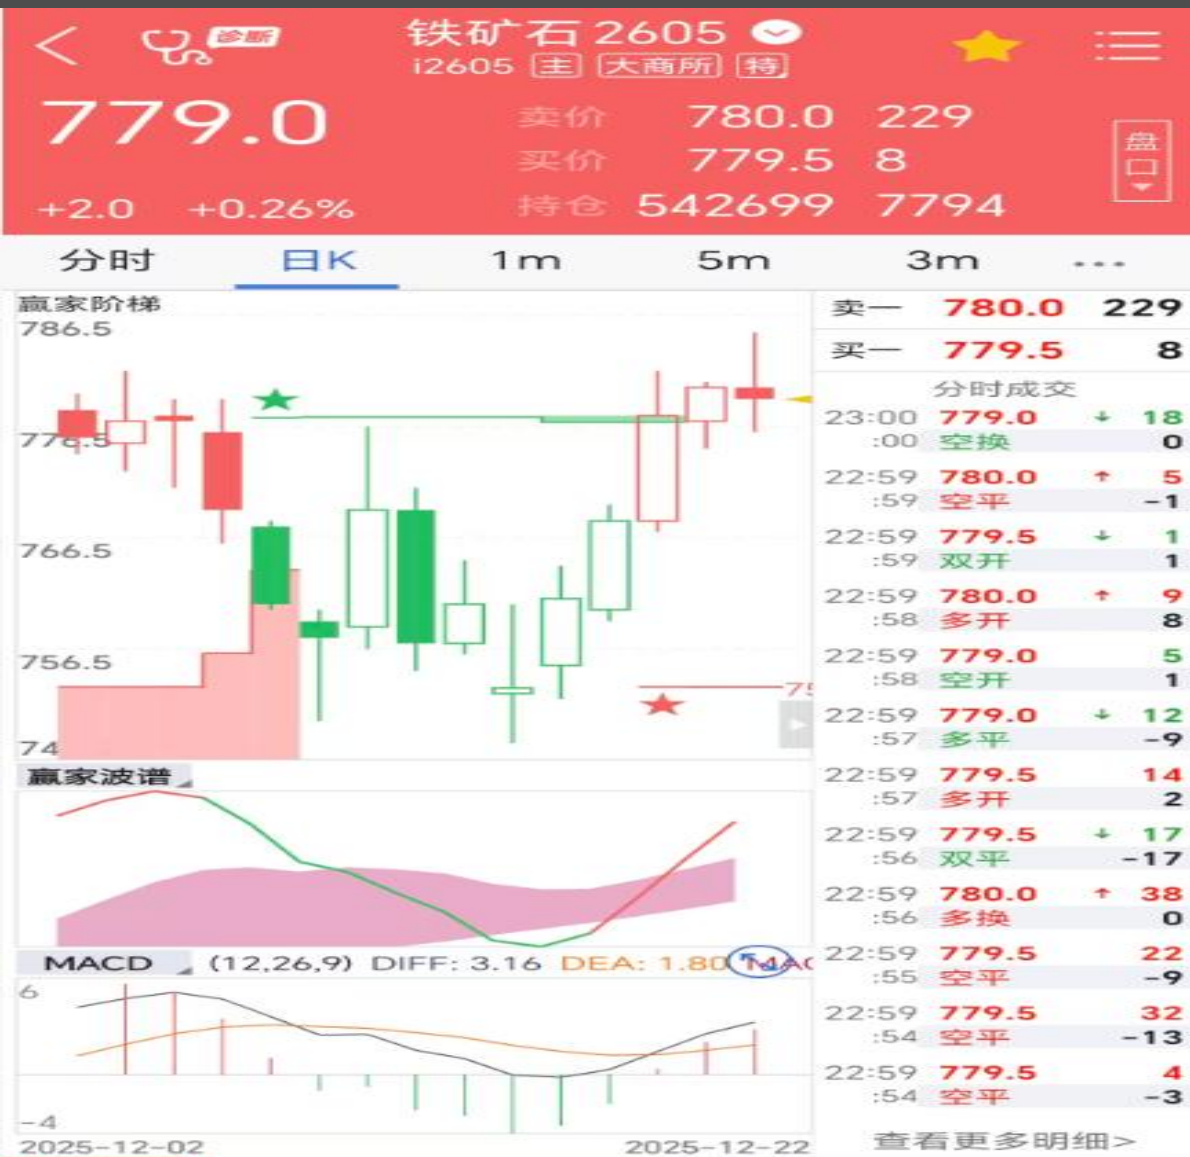 诊断
铁矿石 2605
i2605 主 大商所 特
779.0
+2.0 +0.26%
卖价 780.0 229
买价 779.5 8
持仓 542699 7794
盘口
分时 日K 1m 5m 3m
赢家阶梯
786.5
776.5
766.5
756.5
74
75
赢家波谱
MACD (12,26,9) DIFF: 3.16 DEA: 1.80 MAC
6
-4
2025-12-02 2025-12-22
卖一 780.0 229
买一 779.5 8
分时成交
23:00 779.0 ↓ 18
:00 空换 0
22:59 780.0 ↑ 5
:59 空平 -1
22:59 779.5 ↓ 1
:59 双开 1
22:59 780.0 ↑ 9
:58 多开 8
22:59 779.0 5
:58 空开 1
22:59 779.0 ↓ 12
:57 多平 -9
22:59 779.5 14
:57 多开 2
22:59 779.5 ↓ 17
:56 双平 -17
22:59 780.0 ↑ 38
:56 多换 0
22:59 779.5 22
:55 空平 -9
22:59 779.5 32
:54 空平 -13
22:59 779.5 4
:54 空平 -3
查看更多明细>